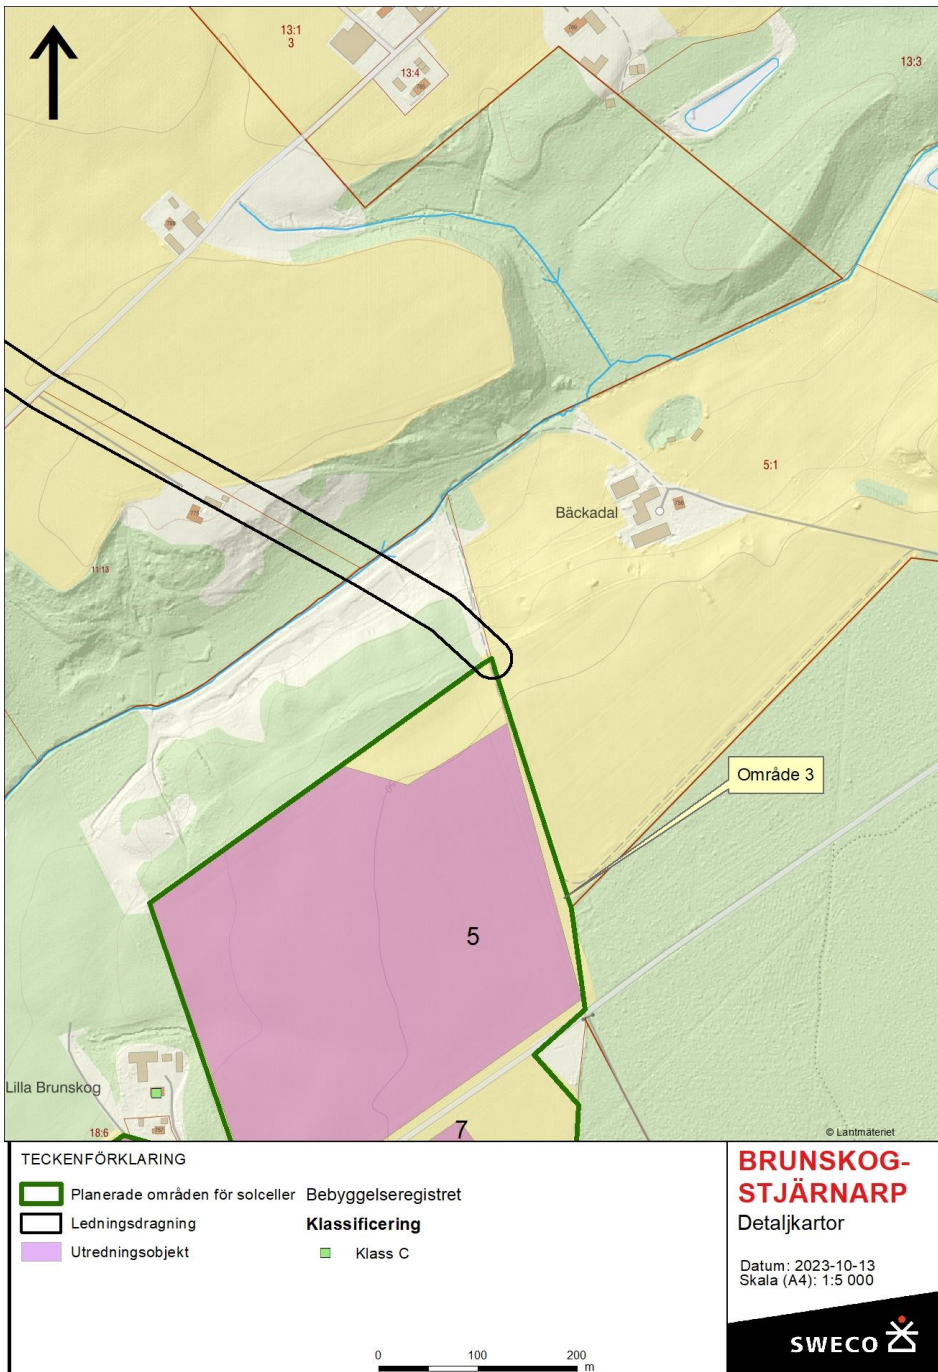 13:1
3
13:4
13:3
5:1
Bäckadal
11:13
Område 3
5
Lilla Brunskog
18:6
7
© Lantmäteriet
TECKENFÖRKLARING
Planerade områden för solceller
Ledningsdragning
Utredningsobjekt
Bebyggelseregistret
Klassificering
Klass C
0 100 200
m
BRUNSKOG-
STJÄRNARP
Detaljkartor
Datum: 2023-10-13
Skala (A4): 1:5 000
SWECO